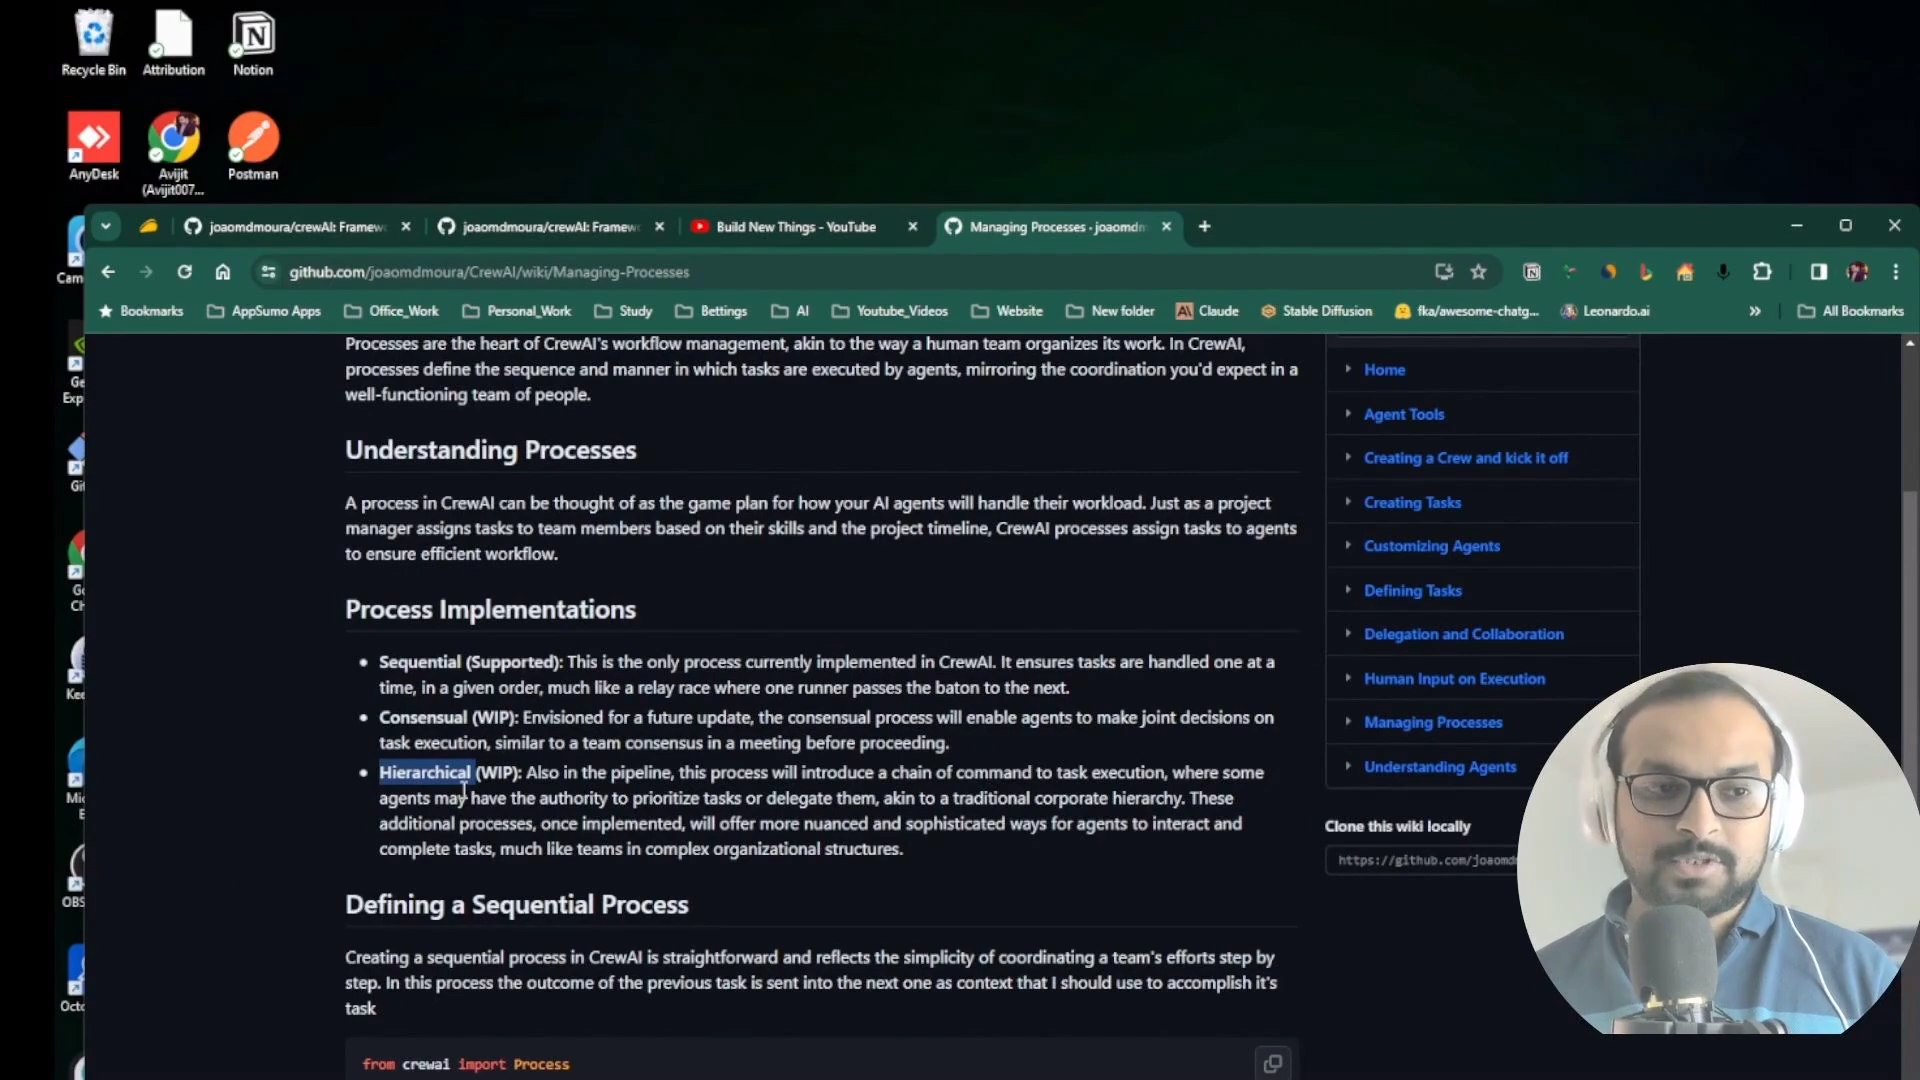 Recycle Bin
Attribution
Notion
AnyDesk
Avijit
(Avijit007...
Postman
joaomdmoura/crewAI: Framew
joaomdmoura/crewAI: Framew
Build New Things - YouTube
Managing Processes · joaomdm
github.com/joaomdmoura/CrewAI/wiki/Managing-Processes
Bookmarks
AppSumo Apps
Office_Work
Personal_Work
Study
Bettings
AI
Youtube_Videos
Website
New folder
Claude
Stable Diffusion
fka/awesome-chatg...
Leonardo.ai
All Bookmarks
Processes are the heart of CrewAI's workflow management, akin to the way a human team organizes its work. In CrewAI,
processes define the sequence and manner in which tasks are executed by agents, mirroring the coordination you'd expect in a
well-functioning team of people.
Understanding Processes
A process in CrewAI can be thought of as the game plan for how your AI agents will handle their workload. Just as a project
manager assigns tasks to team members based on their skills and the project timeline, CrewAI processes assign tasks to agents
to ensure efficient workflow.
Process Implementations
Sequential (Supported): This is the only process currently implemented in CrewAI. It ensures tasks are handled one at a
time, in a given order, much like a relay race where one runner passes the baton to the next.
Consensual (WIP): Envisioned for a future update, the consensual process will enable agents to make joint decisions on
task execution, similar to a team consensus in a meeting before proceeding.
Hierarchical (WIP): Also in the pipeline, this process will introduce a chain of command to task execution, where some
agents may have the authority to prioritize tasks or delegate them, akin to a traditional corporate hierarchy. These
additional processes, once implemented, will offer more nuanced and sophisticated ways for agents to interact and
complete tasks, much like teams in complex organizational structures.
Defining a Sequential Process
Creating a sequential process in CrewAI is straightforward and reflects the simplicity of coordinating a team's efforts step by
step. In this process the outcome of the previous task is sent into the next one as context that I should use to accomplish it's
task
from crewai import Process
Home
Agent Tools
Creating a Crew and kick it off
Creating Tasks
Customizing Agents
Defining Tasks
Delegation and Collaboration
Human Input on Execution
Managing Processes
Understanding Agents
Clone this wiki locally
https://github.com/joaomd